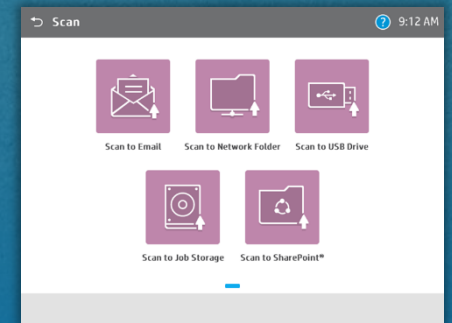 Scan
? 9:12 AM
Scan to Email
Scan to Network Folder
Scan to USB Drive
Scan to Job Storage
Scan to SharePoint®